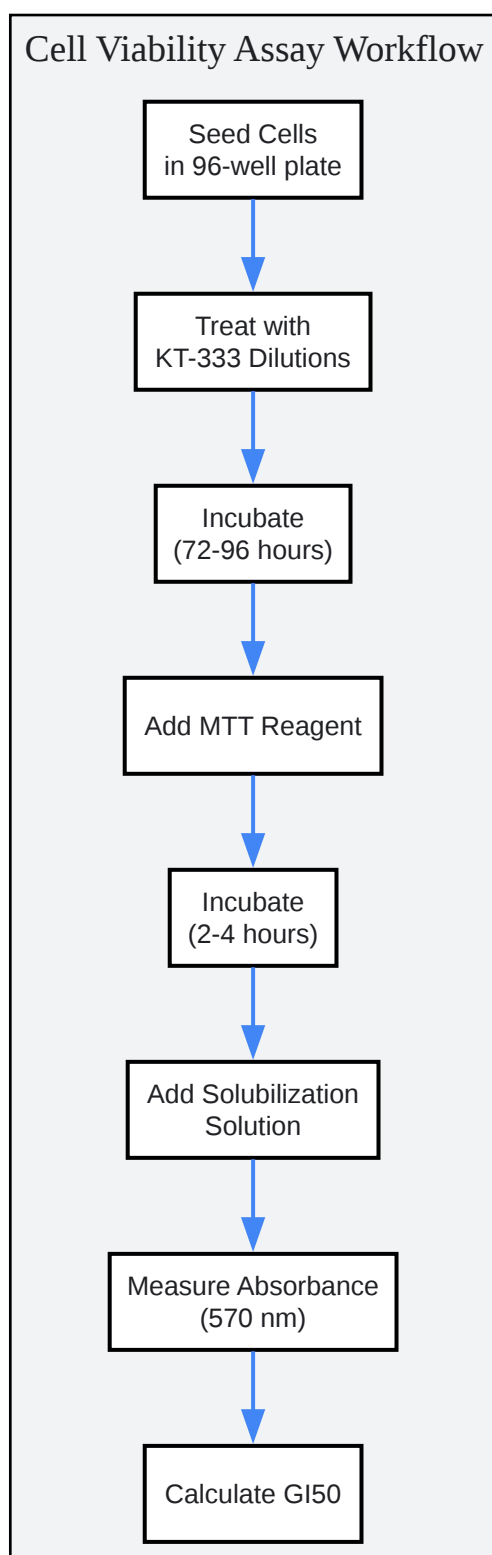 Cell Viability Assay Workflow
Seed Cells
in 96-well plate
Treat with
KT-333 Dilutions
Incubate
(72-96 hours)
Add MTT Reagent
Incubate
(2-4 hours)
Add Solubilization
Solution
Measure Absorbance
(570 nm)
Calculate GI50